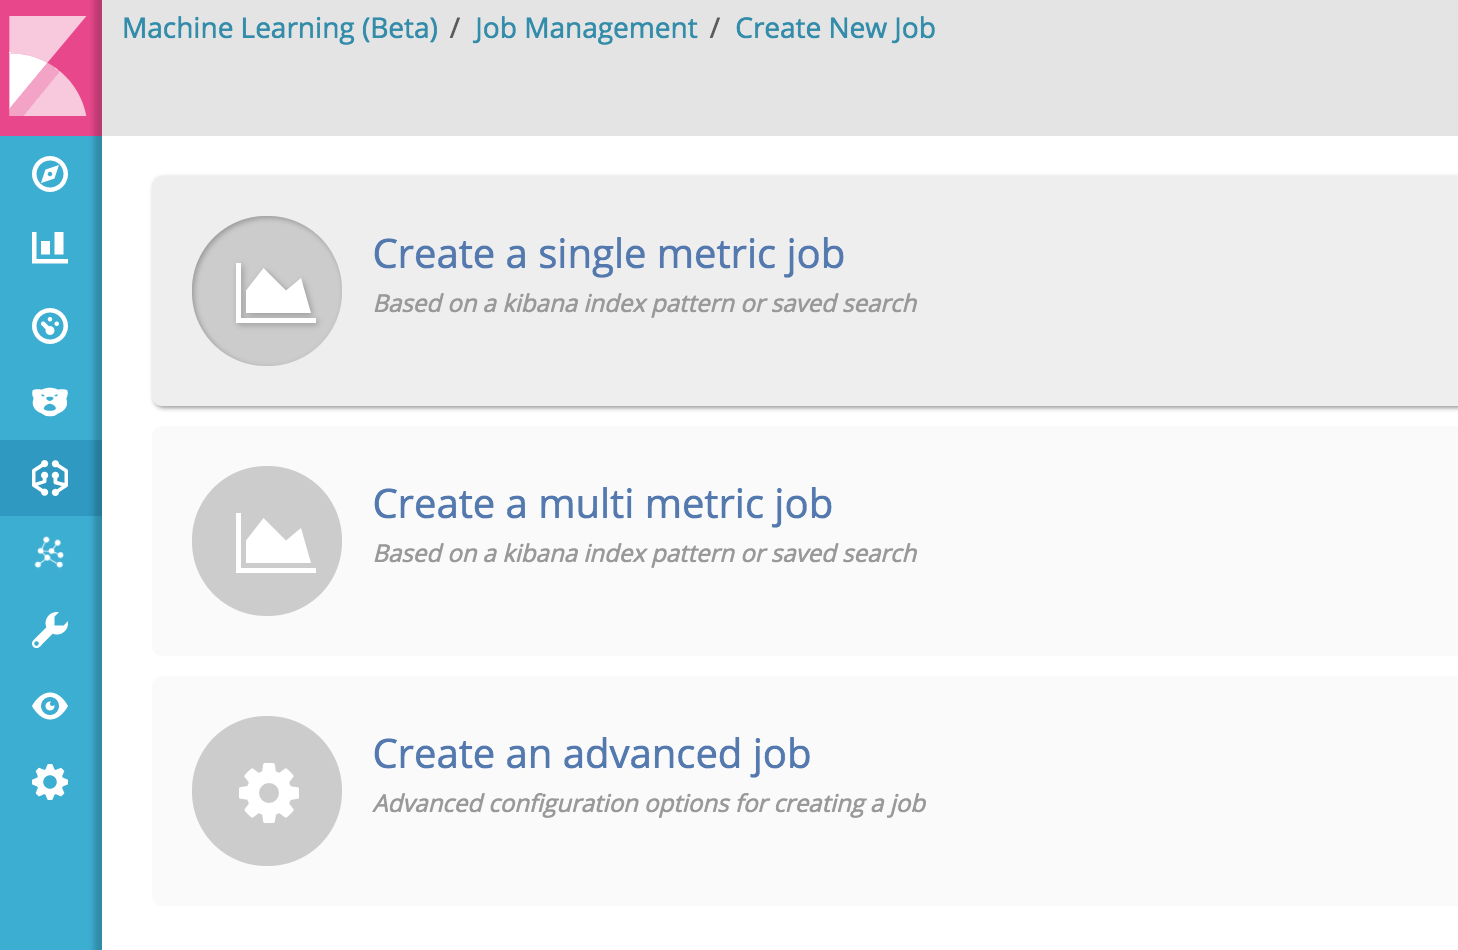 Machine Learning (Beta) / Job Management / Create New Job
Create a single metric job
Based on a kibana index pattern or saved search
Create a multi metric job
Based on a kibana index pattern or saved search
Create an advanced job
Advanced configuration options for creating a job